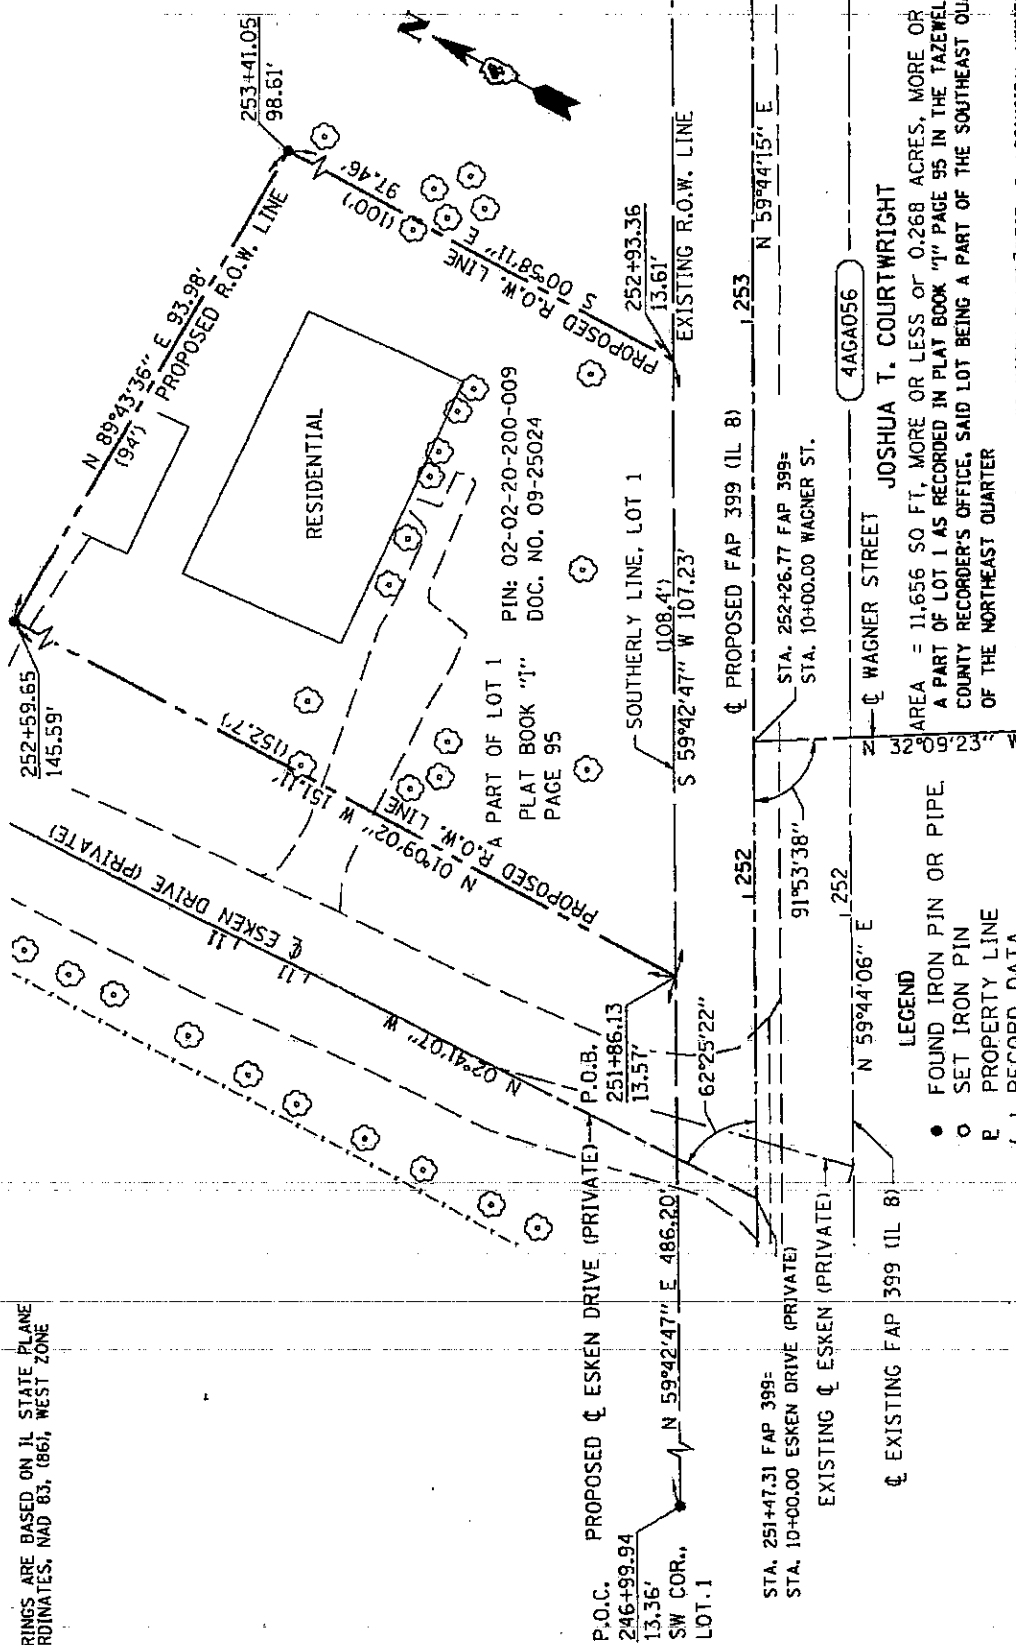 RINGS ARE BASED ON IL STATE PLANE
RDINATES, NAD 83, (86), WEST ZONE
253+41.05
98.61'
N
N 89°43'36" E 93.98'
(94')
PROPOSED R.O.W. LINE
97.46'
(100')
S 00°58'11" E
PROPOSED R.O.W. LINE
252+59.65
145.59'
RESIDENTIAL
252+93.36
13.61'
EXISTING R.O.W. LINE
PIN: 02-02-20-200-009
DOC. NO. 09-25024
(152.7')
151.11'
N 01°09'02" W
PROPOSED R.O.W. LINE
A PART OF LOT 1
PLAT BOOK "I"
PAGE 95
SOUTHERLY LINE, LOT 1
(108.4')
S 59°42'47" W 107.23'
℄ ESKEN DRIVE (PRIVATE)
11
11
N 02°41'07" W
P.O.B.
251+86.13
13.57'
62°25'22"
℄ PROPOSED FAP 399 (IL 8)
253
N 59°44'15" E
STA. 252+26.77 FAP 399=
STA. 10+00.00 WAGNER ST.
252
91°53'38"
252
N 59°44'06" E
4AGA056
℄ WAGNER STREET
N 32°09'23" W
JOSHUA T. COURTWRIGHT
AREA = 11,656 SQ FT, MORE OR LESS or 0.268 ACRES, MORE OR
A PART OF LOT 1 AS RECORDED IN PLAT BOOK "I" PAGE 95 IN THE TAZEWEL
COUNTY RECORDER'S OFFICE, SAID LOT BEING A PART OF THE SOUTHEAST QU
OF THE NORTHEAST QUARTER
PROPOSED ℄ ESKEN DRIVE (PRIVATE)
P.O.C.
246+99.94
13.36'
SW COR.,
LOT.1
N 59°42'47" E 486.20'
STA. 251+47.31 FAP 399=
STA. 10+00.00 ESKEN DRIVE (PRIVATE)
EXISTING ℄ ESKEN (PRIVATE)
℄ EXISTING FAP 399 (IL 8)
LEGEND
● FOUND IRON PIN OR PIPE.
○ SET IRON PIN
P PROPERTY LINE
( ) RECORD DATA